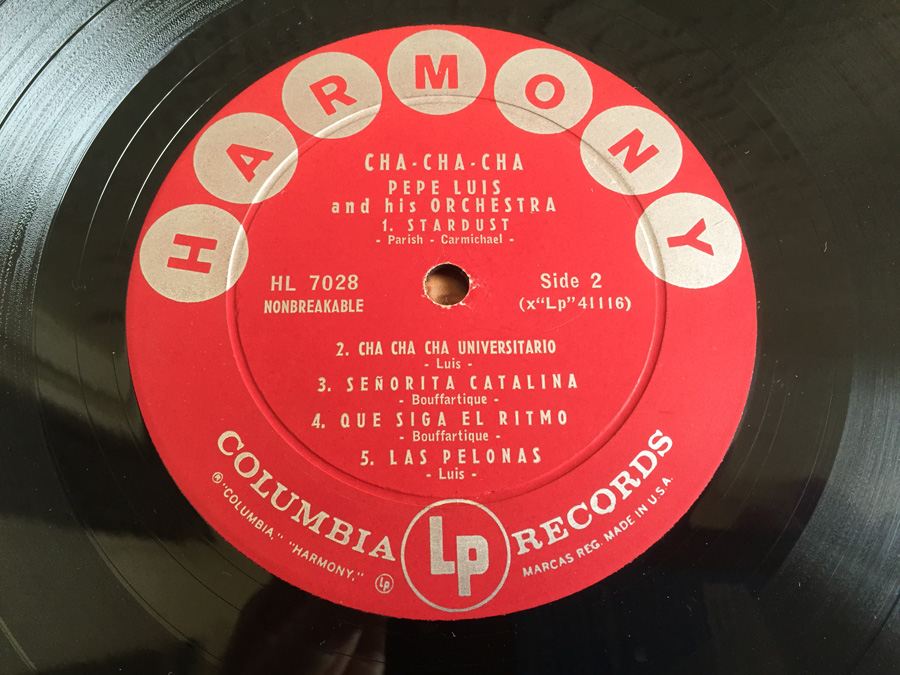 HARMONY
CHA-CHA-CHA
PEPE LUIS
and his ORCHESTRA
1. STARDUST
- Parish - Carmichael -
HL 7028
NONBREAKABLE
Side 2
(x"Lp"41116)
2. CHA CHA CHA UNIVERSITARIO
- Luis -
3. SEÑORITA CATALINA
- Bouffartique -
4. QUE SIGA EL RITMO
- Bouffartique -
5. LAS PELONAS
- Luis -
COLUMBIA LP RECORDS
® "COLUMBIA," "HARMONY," LP MARCAS REG. MADE IN U.S.A.